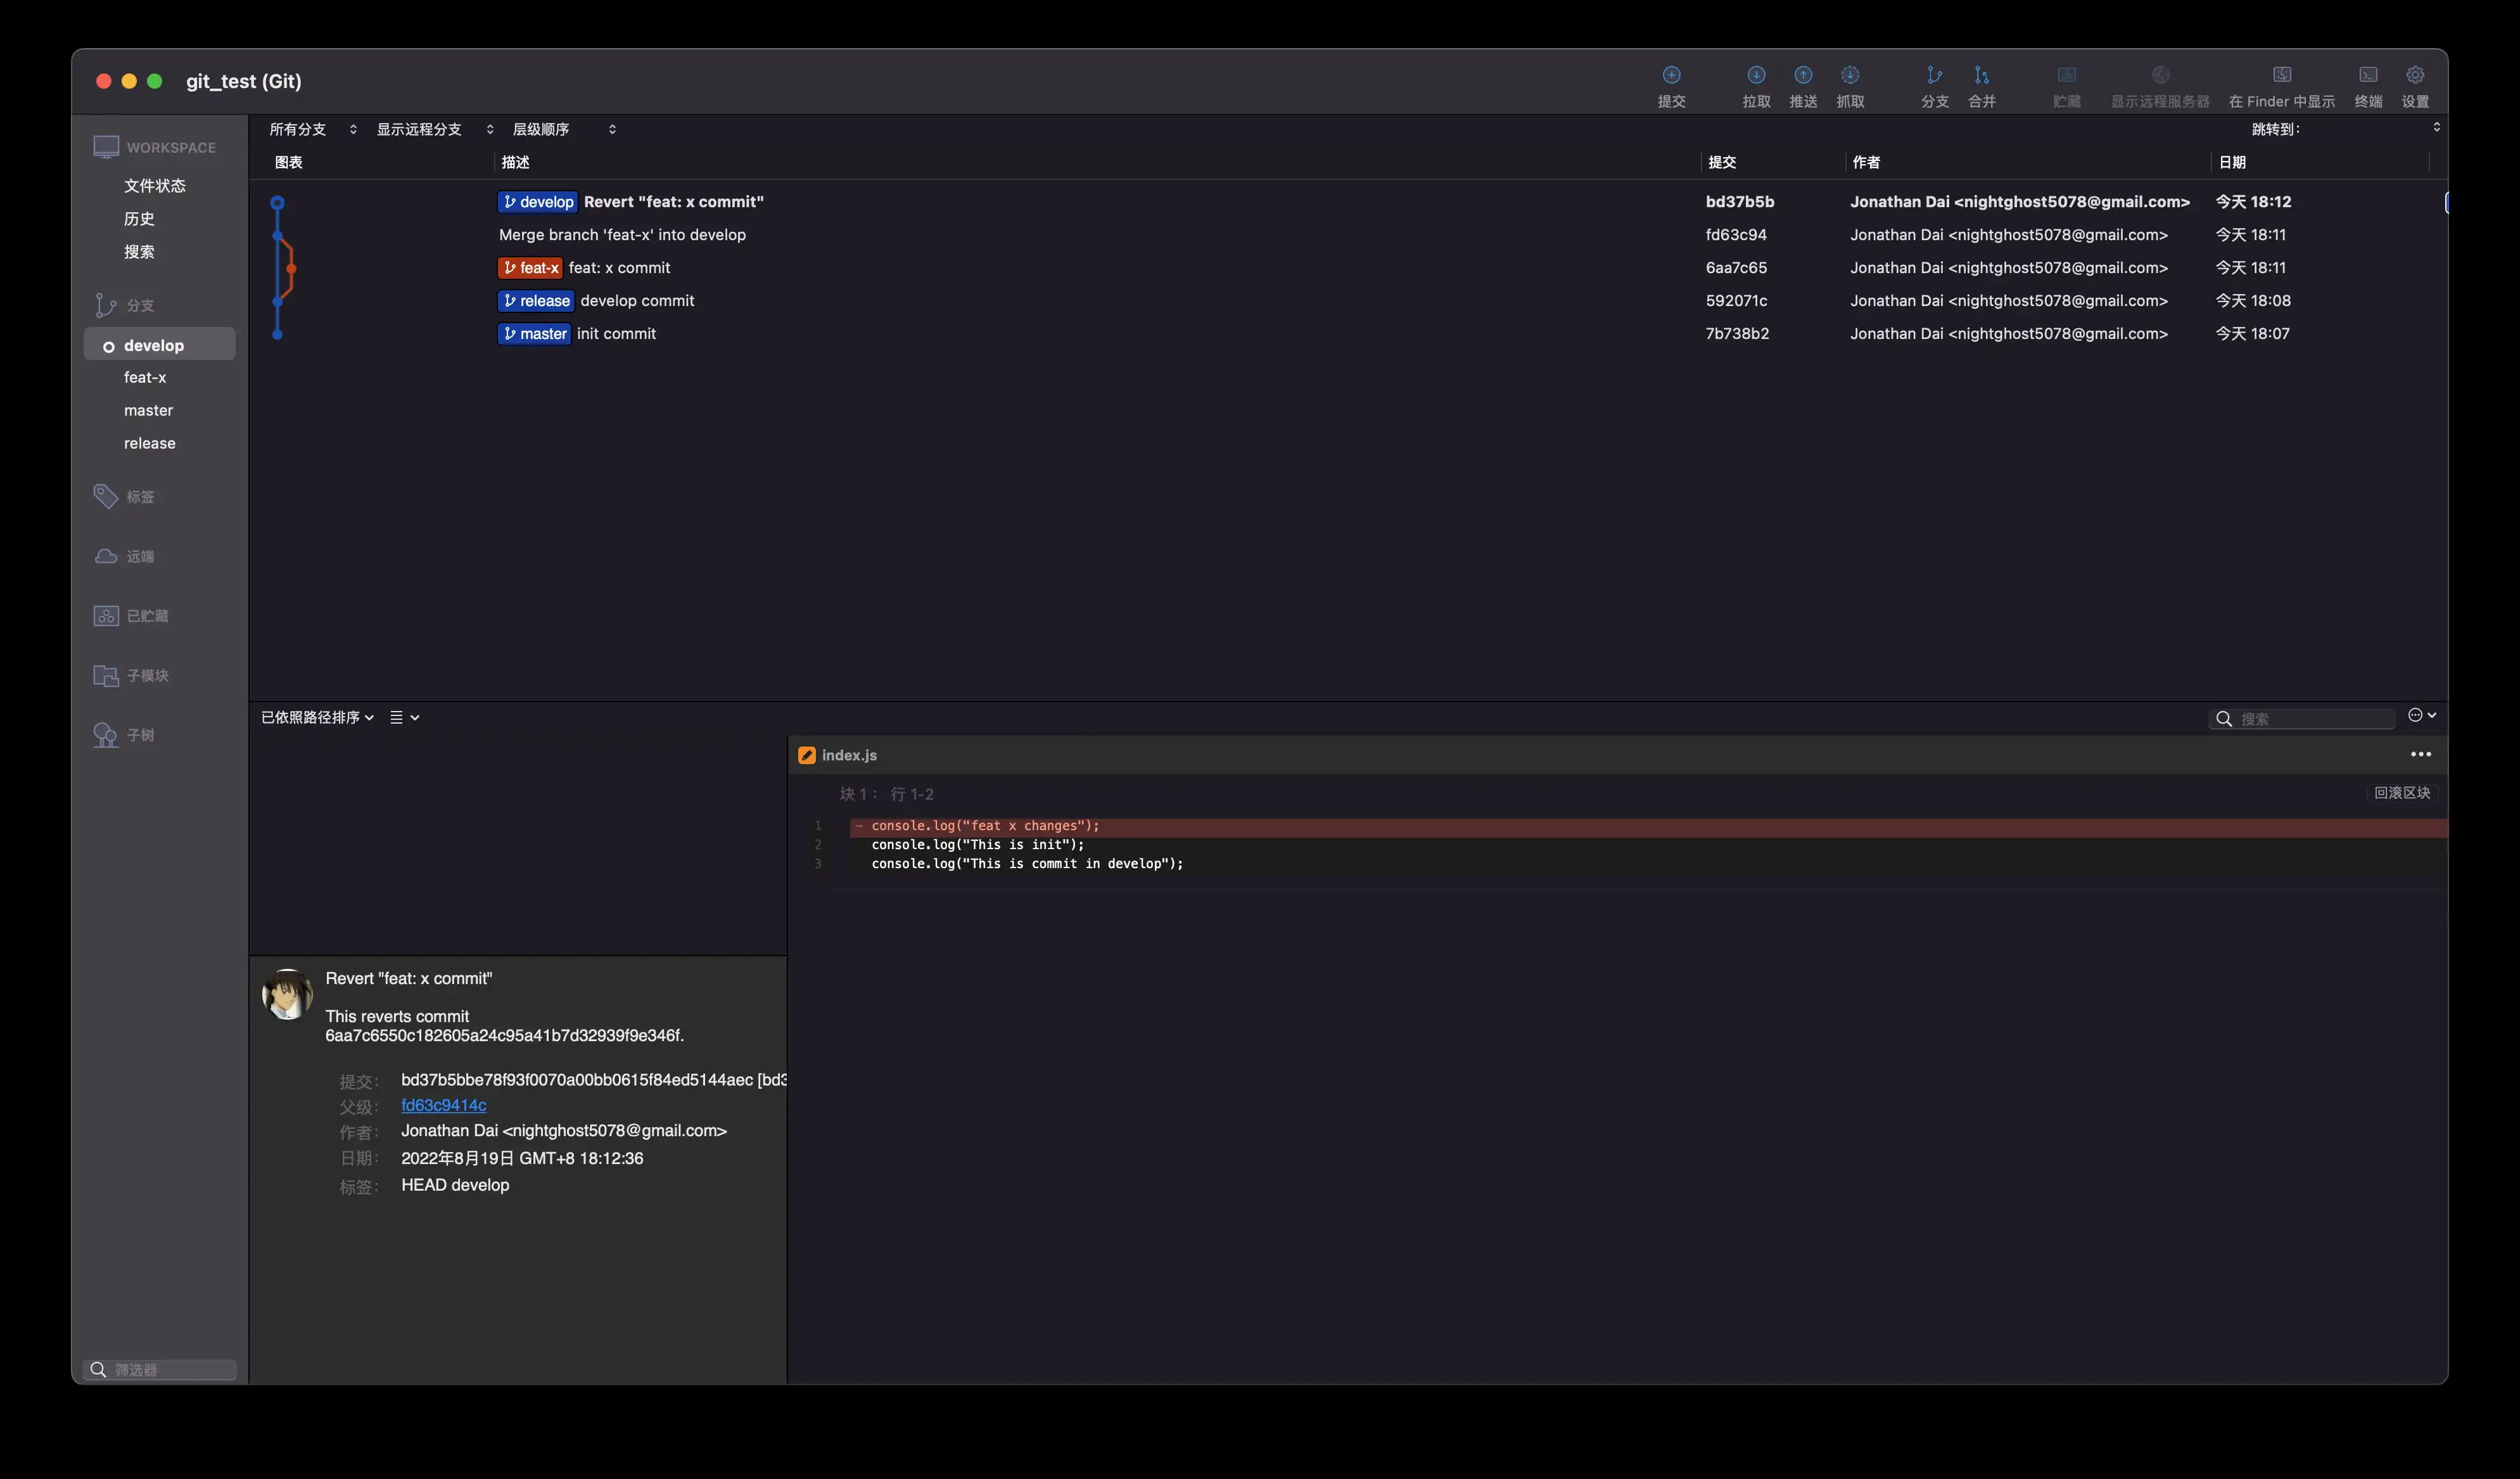 git_test (Git)
提交
拉取
推送
抓取
分支
合并
贮藏
显示远程服务器
在 Finder 中显示
终端
设置
WORKSPACE
文件状态
历史
搜索
分支
develop
feat-x
master
release
标签
远端
已贮藏
子模块
子树
筛选器
所有分支
显示远程分支
层级顺序
跳转到:
图表 描述 提交 作者 日期
develop Revert "feat: x commit" bd37b5b Jonathan Dai <nightghost5078@gmail.com> 今天 18:12
Merge branch 'feat-x' into develop fd63c94 Jonathan Dai <nightghost5078@gmail.com> 今天 18:11
feat-x feat: x commit 6aa7c65 Jonathan Dai <nightghost5078@gmail.com> 今天 18:11
release develop commit 592071c Jonathan Dai <nightghost5078@gmail.com> 今天 18:08
master init commit 7b738b2 Jonathan Dai <nightghost5078@gmail.com> 今天 18:07
已依照路径排序
搜索
index.js
块 1： 行 1-2
回滚区块
1 - console.log("feat x changes");
2 console.log("This is init");
3 console.log("This is commit in develop");
Revert "feat: x commit"
This reverts commit
6aa7c6550c182605a24c95a41b7d32939f9e346f.
提交: bd37b5bbe78f93f0070a00bb0615f84ed5144aec [bd3
父级: fd63c9414c
作者: Jonathan Dai <nightghost5078@gmail.com>
日期: 2022年8月19日 GMT+8 18:12:36
标签: HEAD develop